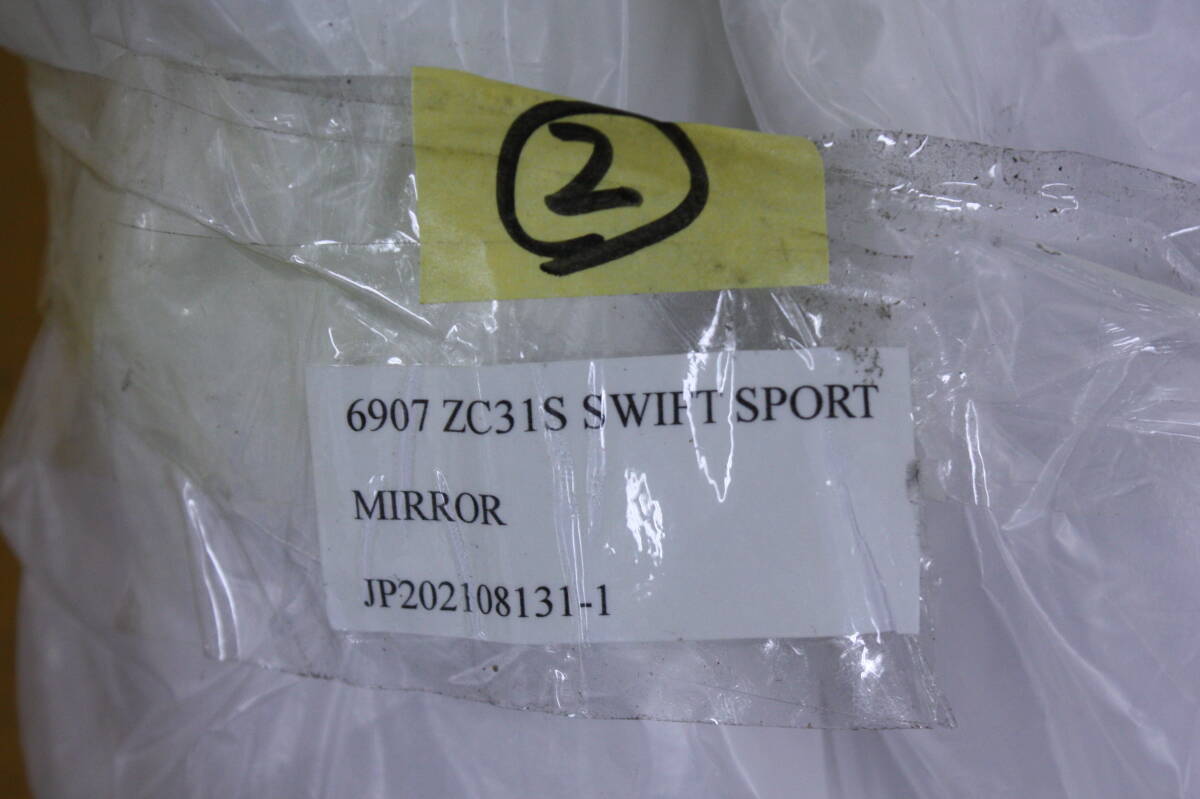 2
6907 ZC31S SWIFT SPORT
MIRROR
JP202108131-1